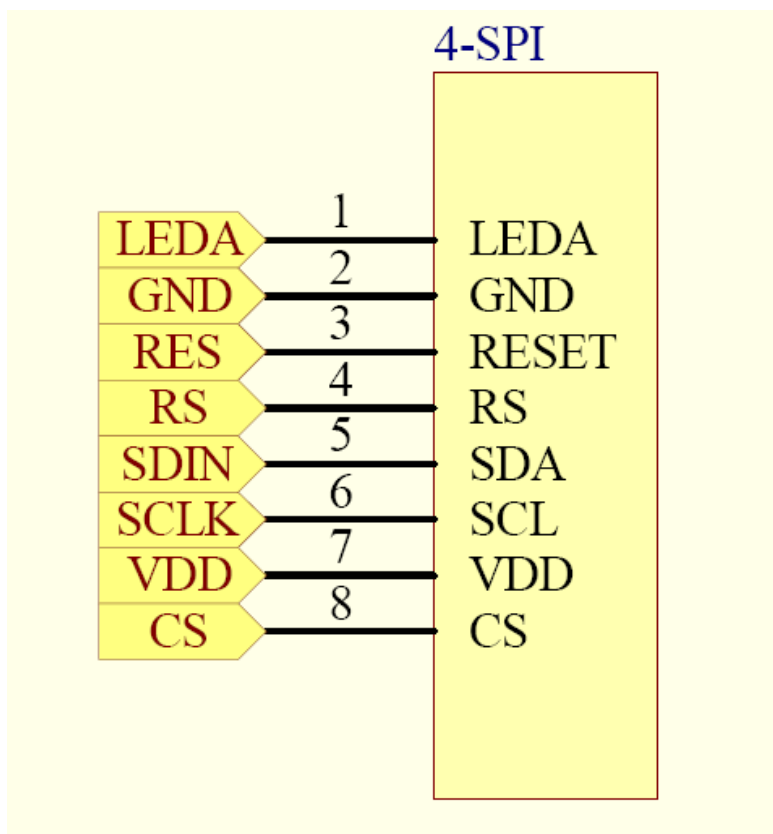 4-SPI
LEDA 1 LEDA
GND 2 GND
RES 3 RESET
RS 4 RS
SDIN 5 SDA
SCLK 6 SCL
VDD 7 VDD
CS 8 CS